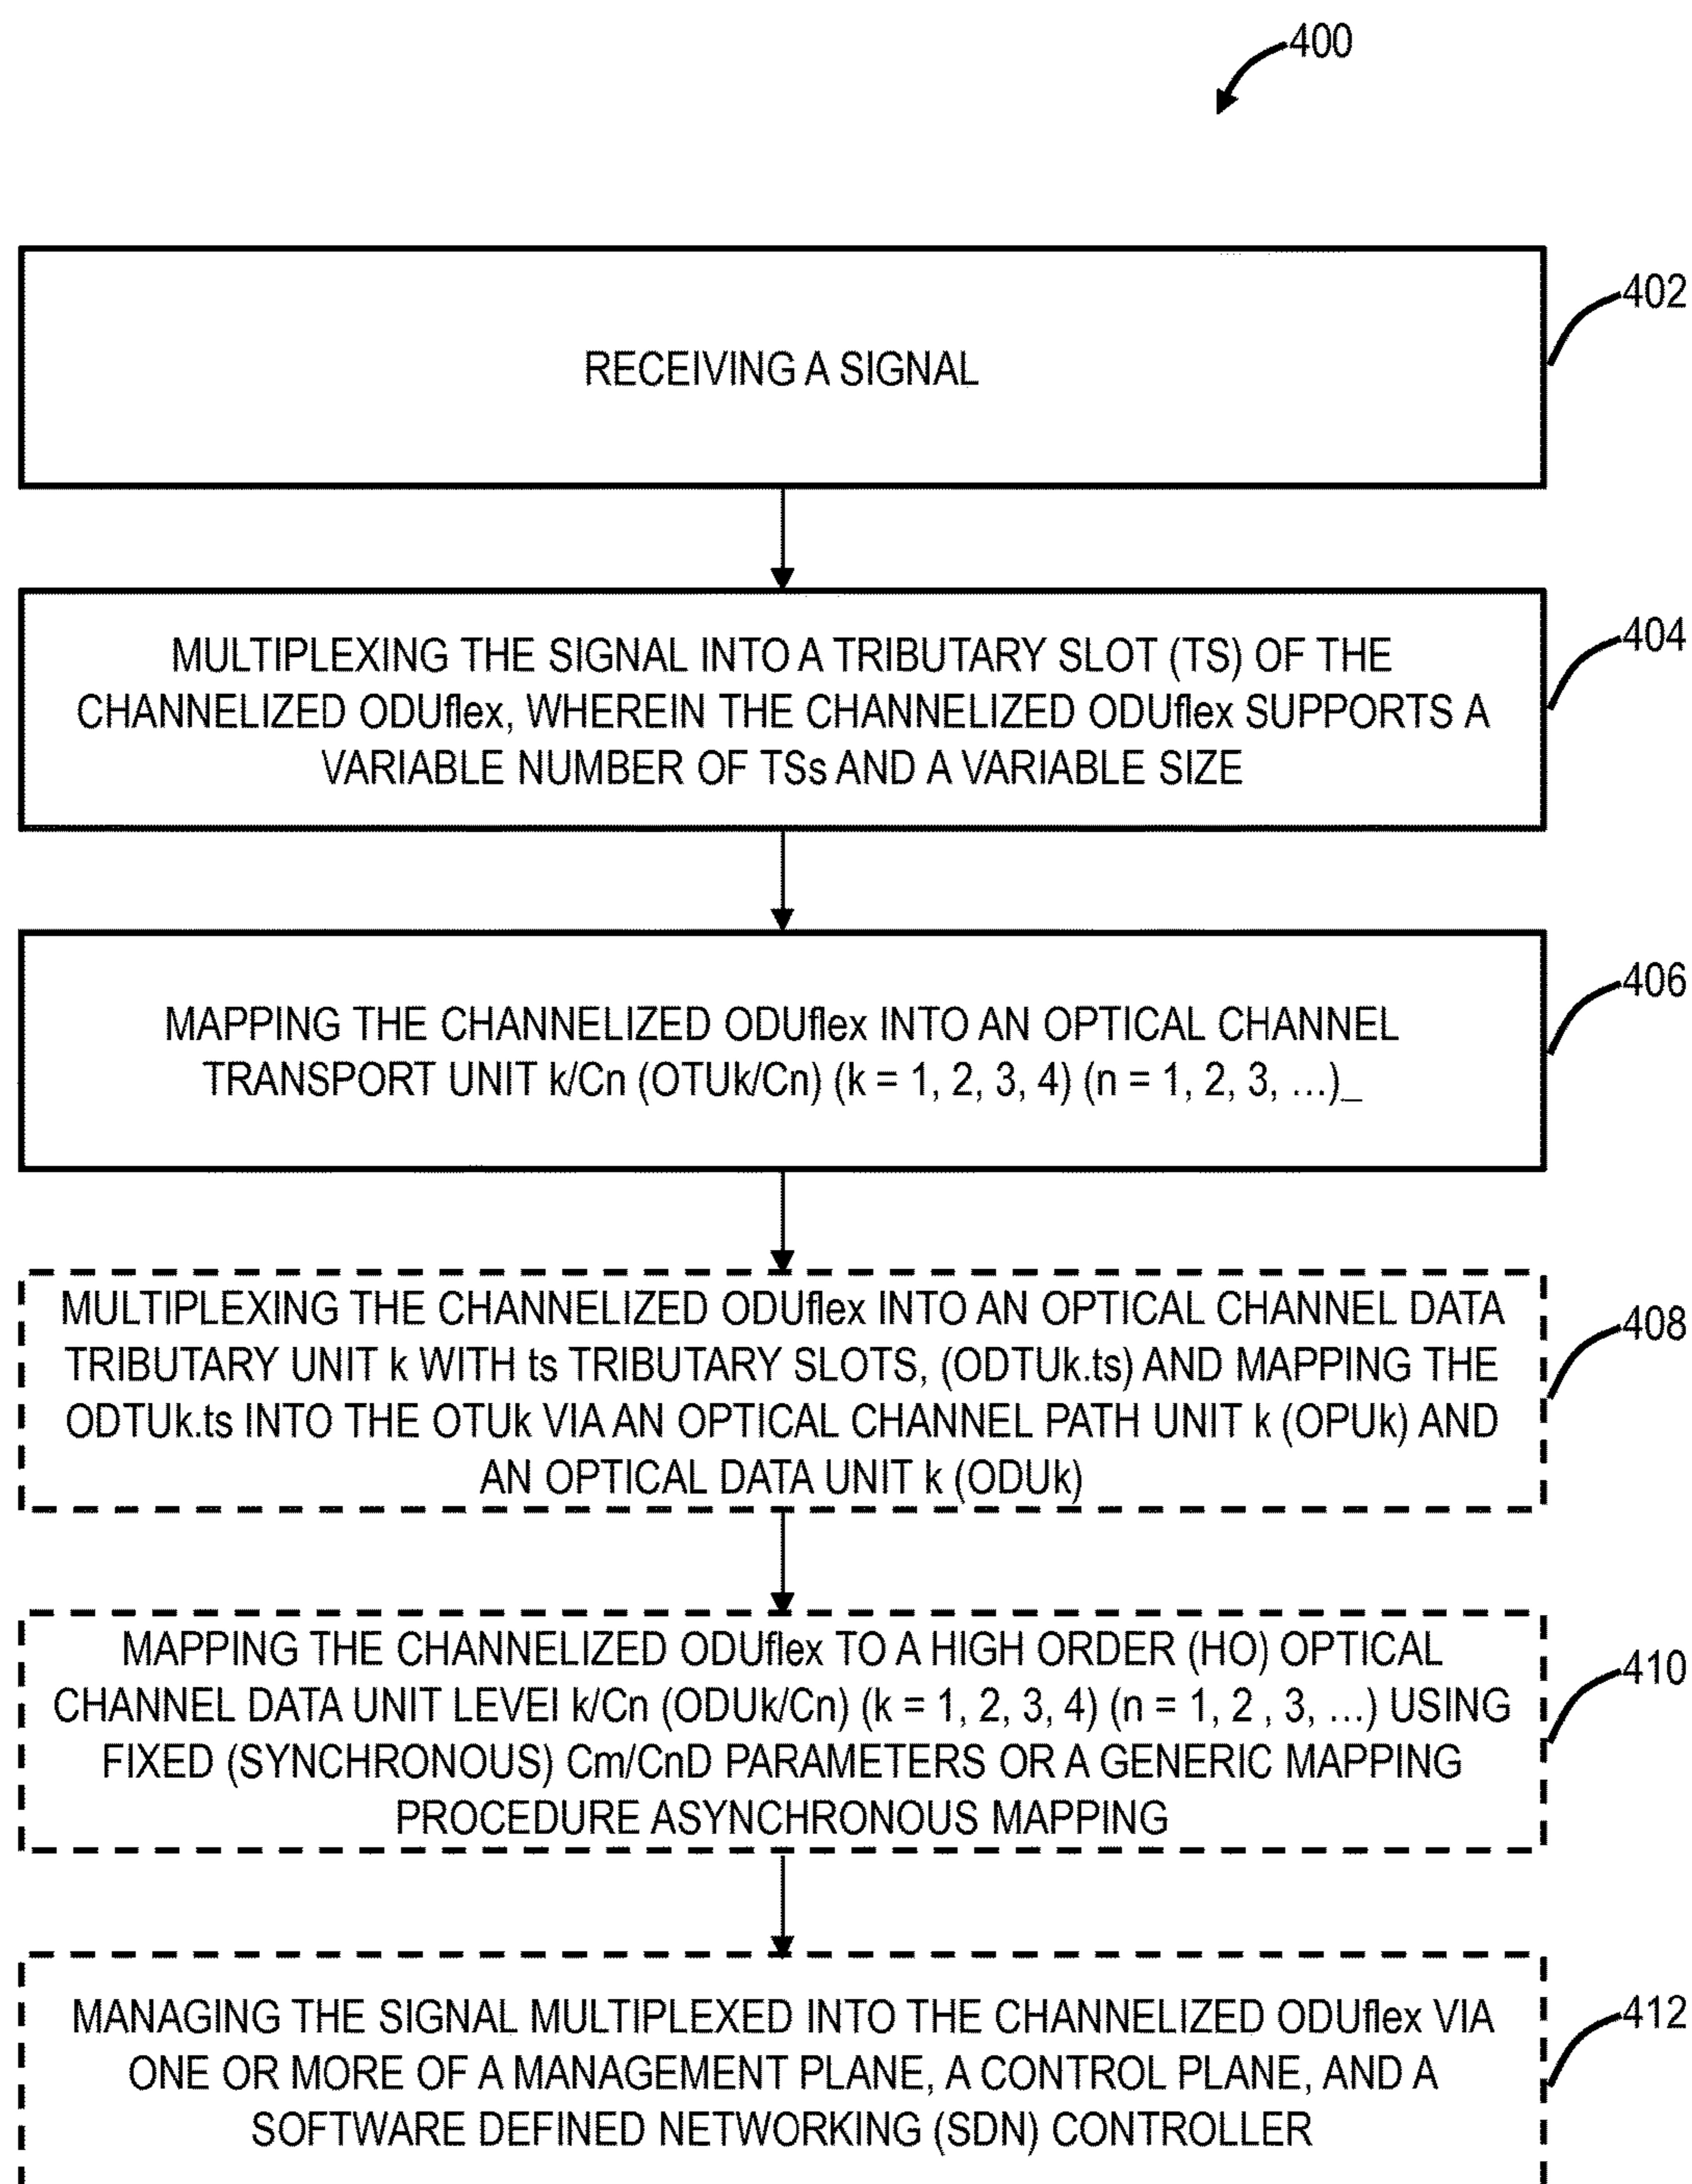 400
RECEIVING A SIGNAL
402
MULTIPLEXING THE SIGNAL INTO A TRIBUTARY SLOT (TS) OF THE
CHANNELIZED ODUflex, WHEREIN THE CHANNELIZED ODUflex SUPPORTS A
VARIABLE NUMBER OF TSs AND A VARIABLE SIZE
404
MAPPING THE CHANNELIZED ODUflex INTO AN OPTICAL CHANNEL
TRANSPORT UNIT k/Cn (OTUk/Cn) (k = 1, 2, 3, 4) (n = 1, 2, 3, ...)_
406
MULTIPLEXING THE CHANNELIZED ODUflex INTO AN OPTICAL CHANNEL DATA
TRIBUTARY UNIT k WITH ts TRIBUTARY SLOTS, (ODTUk.ts) AND MAPPING THE
ODTUk.ts INTO THE OTUk VIA AN OPTICAL CHANNEL PATH UNIT k (OPUk) AND
AN OPTICAL DATA UNIT k (ODUk)
408
MAPPING THE CHANNELIZED ODUflex TO A HIGH ORDER (HO) OPTICAL
CHANNEL DATA UNIT LEVEl k/Cn (ODUk/Cn) (k = 1, 2, 3, 4) (n = 1, 2 , 3, ...) USING
FIXED (SYNCHRONOUS) Cm/CnD PARAMETERS OR A GENERIC MAPPING
PROCEDURE ASYNCHRONOUS MAPPING
410
MANAGING THE SIGNAL MULTIPLEXED INTO THE CHANNELIZED ODUflex VIA
ONE OR MORE OF A MANAGEMENT PLANE, A CONTROL PLANE, AND A
SOFTWARE DEFINED NETWORKING (SDN) CONTROLLER
412